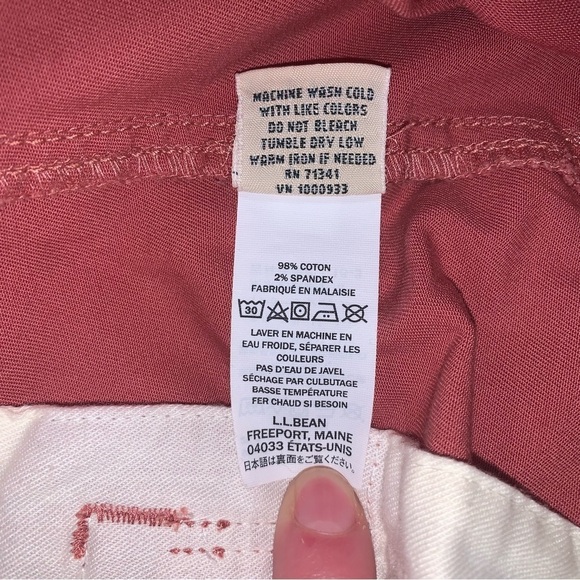 MACHINE WASH COLD
WITH LIKE COLORS
DO NOT BLEACH
TUMBLE DRY LOW
WARM IRON IF NEEDED
RN 71341
VN 1000933
98% COTON
2% SPANDEX
FABRIQUÉ EN MALAISIE
30
LAVER EN MACHINE EN
EAU FROIDE, SÉPARER LES
COULEURS
PAS D'EAU DE JAVEL
SÉCHAGE PAR CULBUTAGE
BASSE TEMPÉRATURE
FER CHAUD SI BESOIN
L.L.BEAN
FREEPORT, MAINE
04033 ÉTATS-UNIS
日本語は裏面をご覧ください。